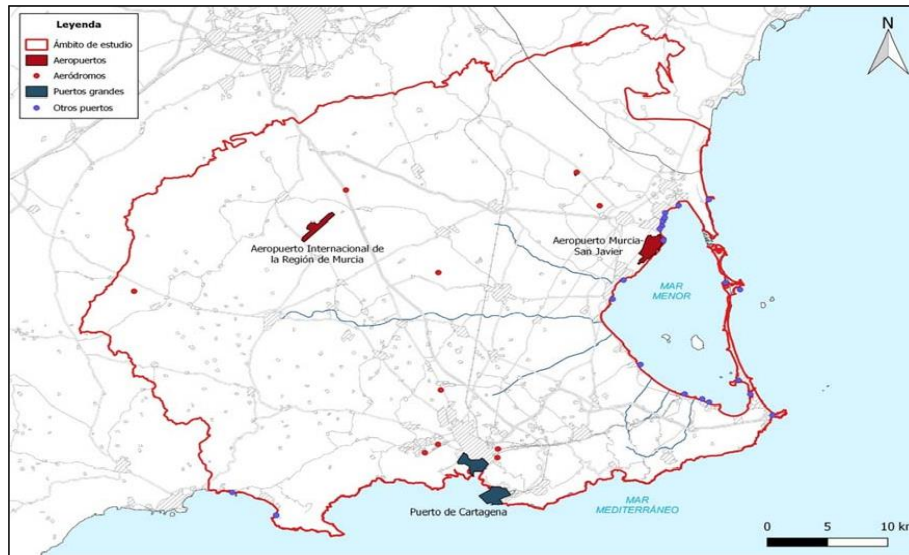 Leyenda
Ámbito de estudio
Aeropuertos
Aeródromos
Puertos grandes
Otros puertos
N
Aeropuerto Internacional de
la Región de Murcia
Aeropuerto Murcia-
San Javier
MAR
MENOR
Puerto de Cartagena
MAR
MEDITERRÁNEO
0 5 10 km